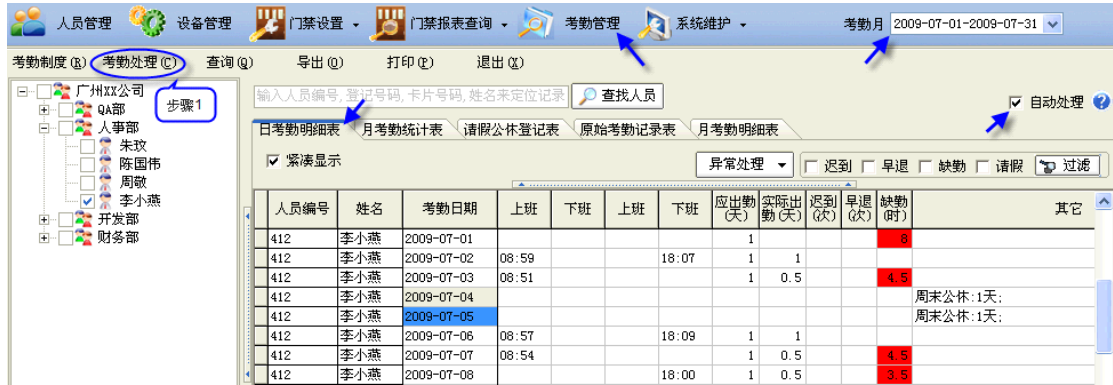 人员管理 设备管理 门禁设置 门禁报表查询 考勤管理 系统维护 考勤月 2009-07-01-2009-07-31
考勤制度(R) 考勤处理(C) 查询(Q) 导出(O) 打印(P) 退出(X)
步骤1
广州XX公司
QA部
人事部
朱玟
陈国伟
周敏
李小燕
开发部
财务部
输入人员编号,登记号码,卡片号码,姓名来定位记录 查找人员 自动处理
日考勤明细表 月考勤统计表 请假公休登记表 原始考勤记录表 月考勤明细表
紧凑显示 异常处理 迟到 早退 缺勤 请假 过滤
人员编号 姓名 考勤日期 上班 下班 上班 下班 应出勤(天) 实际出勤(天) 迟到(次) 早退(次) 缺勤(时) 其它
412 李小燕 2009-07-01 1 8
412 李小燕 2009-07-02 08:59 18:07 1 1
412 李小燕 2009-07-03 08:51 1 0.5 4.5
412 李小燕 2009-07-04 周末公休:1天;
412 李小燕 2009-07-05 周末公休:1天;
412 李小燕 2009-07-06 08:57 18:09 1 1
412 李小燕 2009-07-07 08:54 1 0.5 4.5
412 李小燕 2009-07-08 18:00 1 0.5 3.5